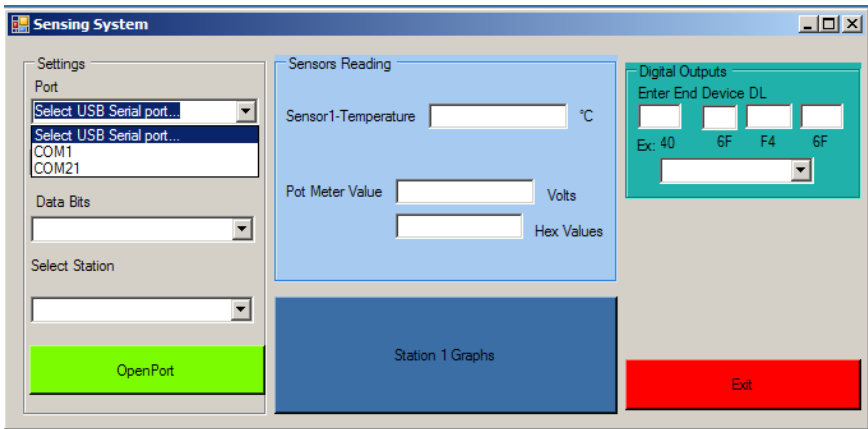 Sensing System
Settings
Port
Select USB Serial port...
Select USB Serial port...
COM1
COM21
Data Bits
Select Station
OpenPort
Sensors Reading
Sensor1-Temperature °C
Pot Meter Value Volts
Hex Values
Station 1 Graphs
Digital Outputs
Enter End Device DL
Ex: 40 6F F4 6F
Exit